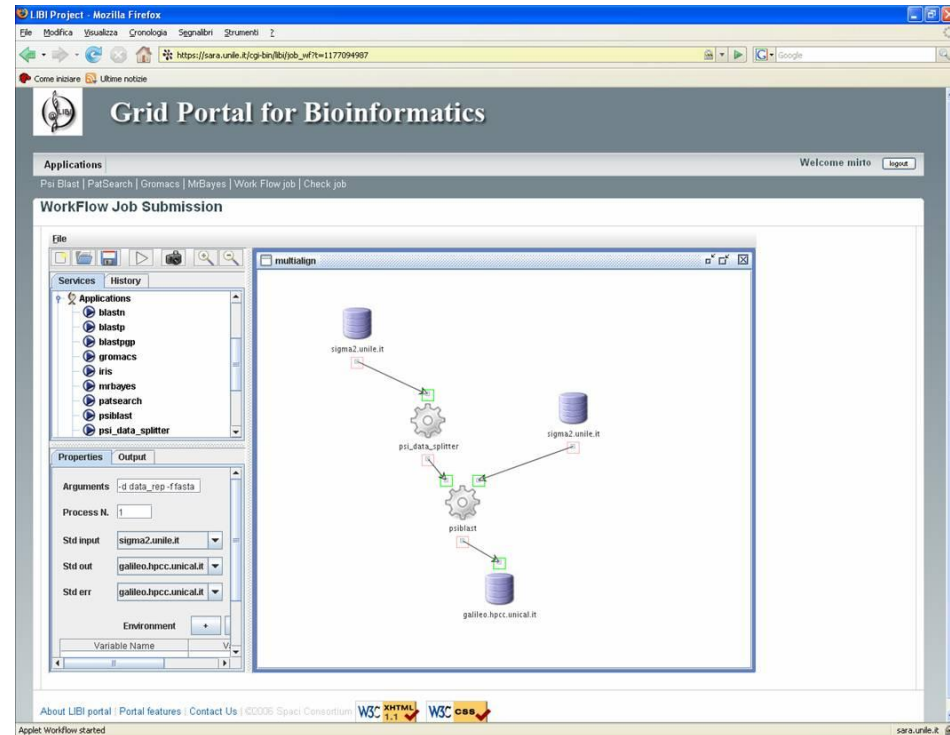 LIBI Project - Mozilla Firefox
File Modifica Visualizza Cronologia Segnalibri Strumenti ?
https://sara.unile.it/cgi-bin/libi/job_wf?t=1177094987
Google
Come iniziare Ultime notizie
LIBI
Grid Portal for Bioinformatics
Applications
Welcome mirto logout
Psi Blast | PatSearch | Gromacs | MrBayes | Work Flow job | Check job
WorkFlow Job Submission
File
multialign
Services History
Applications
blastn
blastp
blastpgp
gromacs
iris
mrbayes
patsearch
psiblast
psi_data_splitter
sigma2.unile.it
sigma2.unile.it
psi_data_splitter
psiblast
galileo.hpcc.unical.it
Properties Output
Arguments -d data_rep -f fasta
Process N. 1
Std input sigma2.unile.it
Std out galileo.hpcc.unical.it
Std err galileo.hpcc.unical.it
Environment +
Variable Name
About LIBI portal | Portal features | Contact Us | ©2006 Spaci Consortium W3C XHTML 1.1 W3C css
Applet Workflow started
sara.unile.it